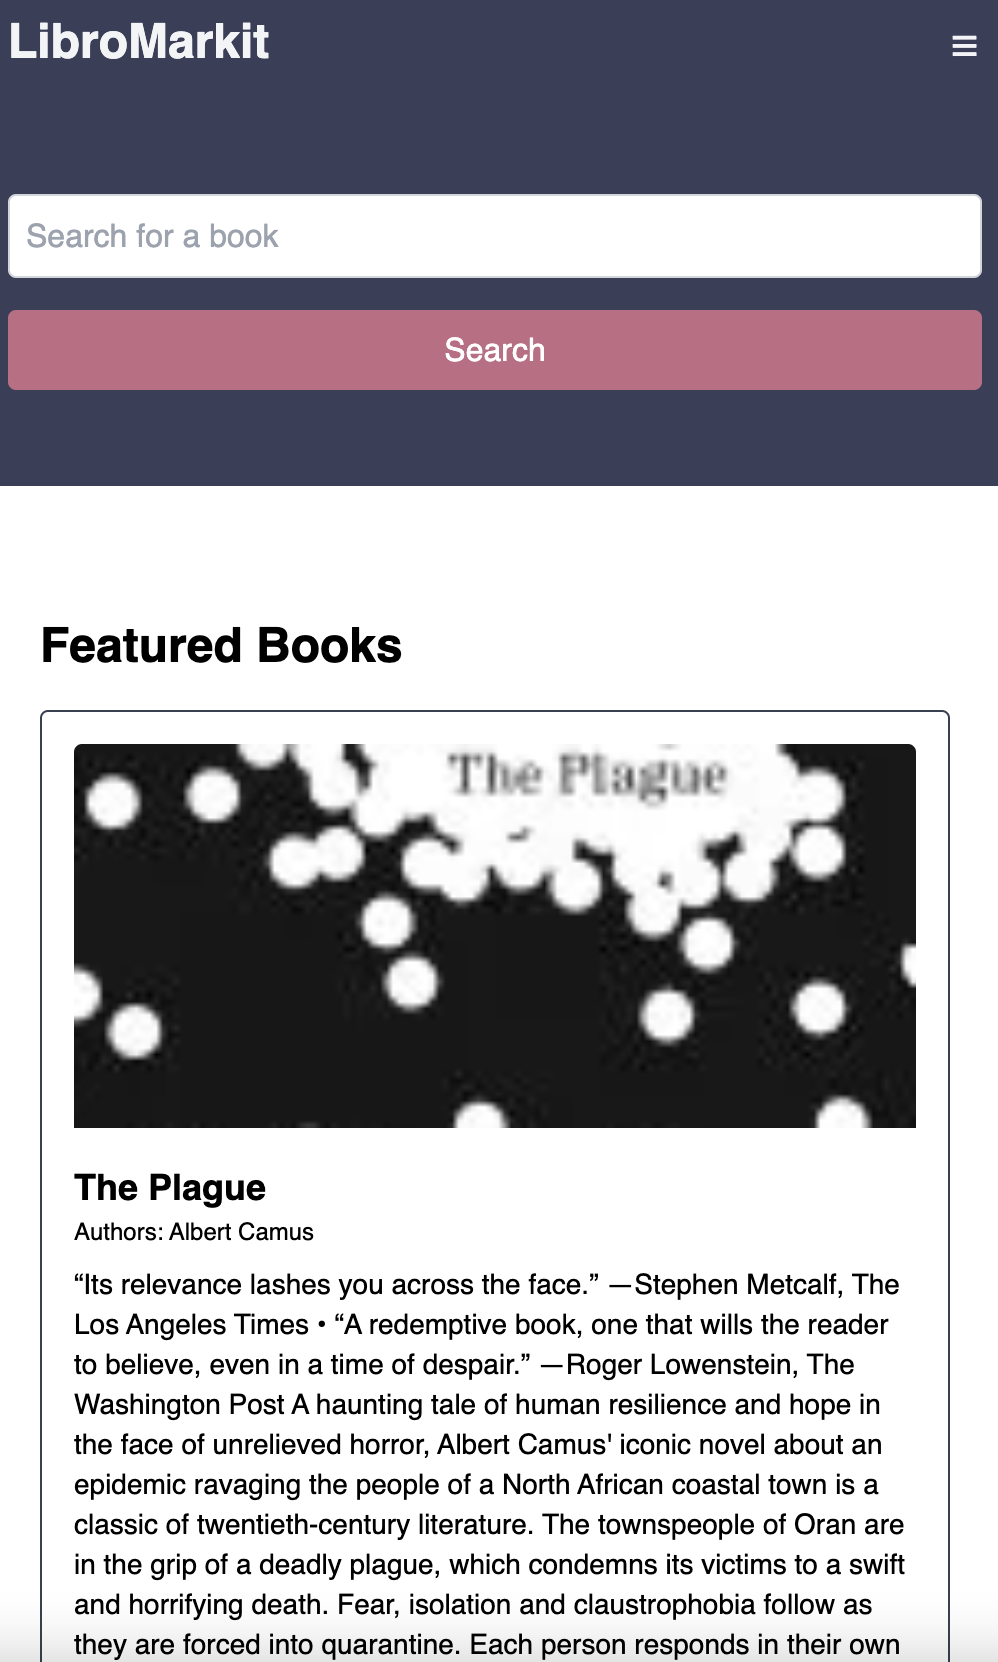 LibroMarkit
Search for a book
Search
Featured Books
The Plague
The Plague
Authors: Albert Camus
“Its relevance lashes you across the face.” —Stephen Metcalf, The
Los Angeles Times • “A redemptive book, one that wills the reader
to believe, even in a time of despair.” —Roger Lowenstein, The
Washington Post A haunting tale of human resilience and hope in
the face of unrelieved horror, Albert Camus' iconic novel about an
epidemic ravaging the people of a North African coastal town is a
classic of twentieth-century literature. The townspeople of Oran are
in the grip of a deadly plague, which condemns its victims to a swift
and horrifying death. Fear, isolation and claustrophobia follow as
they are forced into quarantine. Each person responds in their own